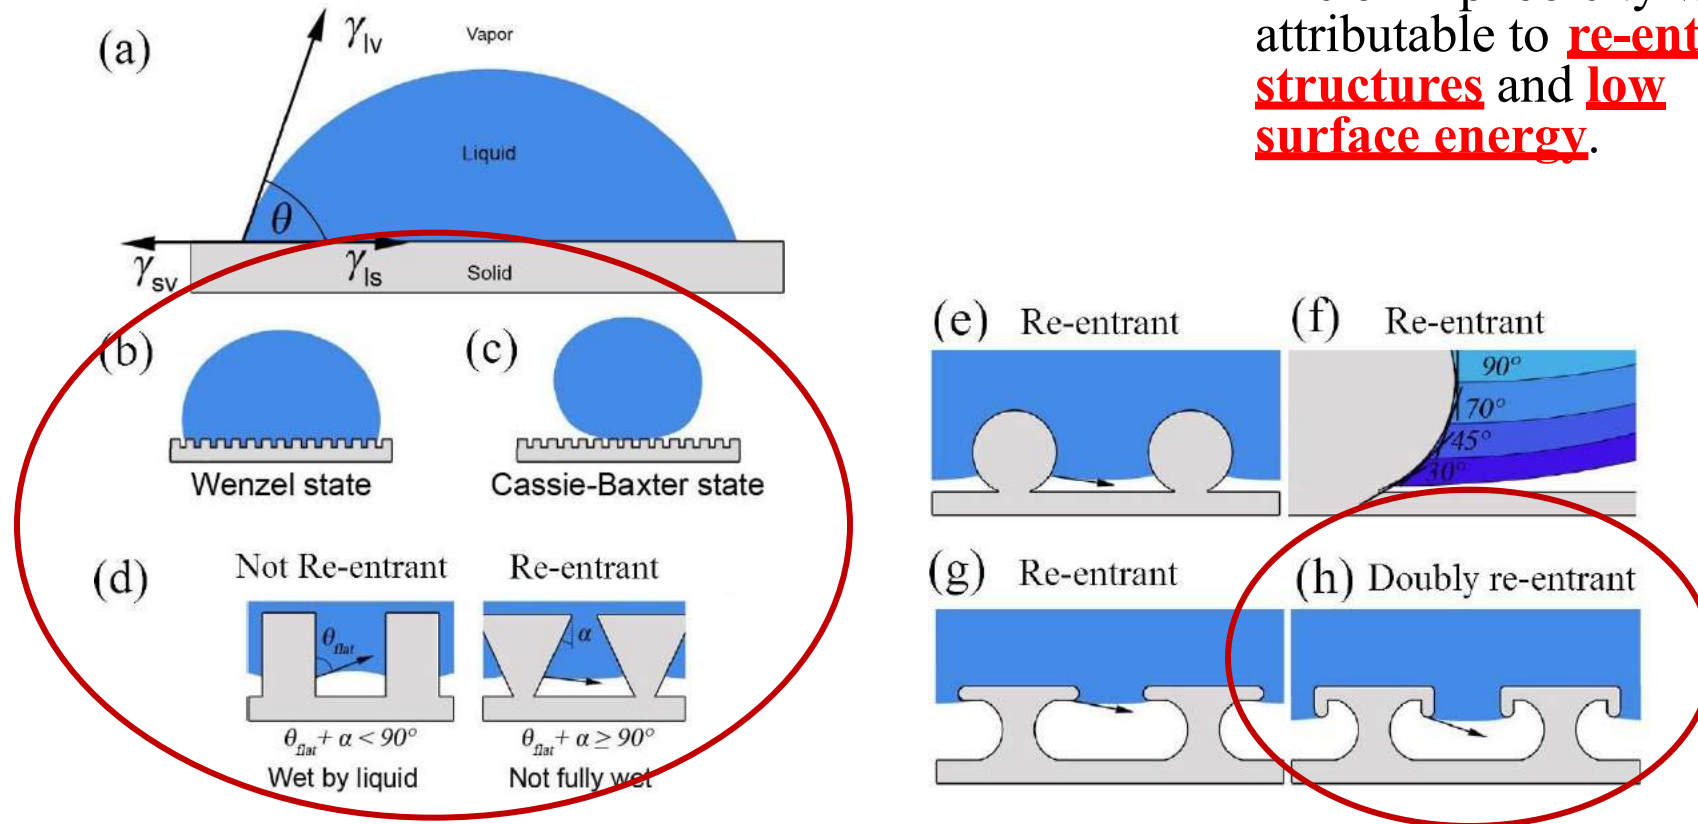 attributable to
structures and low
surface energy.
(a)
γlv
Vapor
Liquid
θ
γsv
γls
Solid
(b)
(c)
Wenzel state
Cassie-Baxter state
(d)
Not Re-entrant
Re-entrant
θflat
α
θflat + α < 90°
θflat + α ≥ 90°
Wet by liquid
Not fully wet
(e) Re-entrant
(f) Re-entrant
90°
70°
45°
30°
(g) Re-entrant
(h) Doubly re-entrant